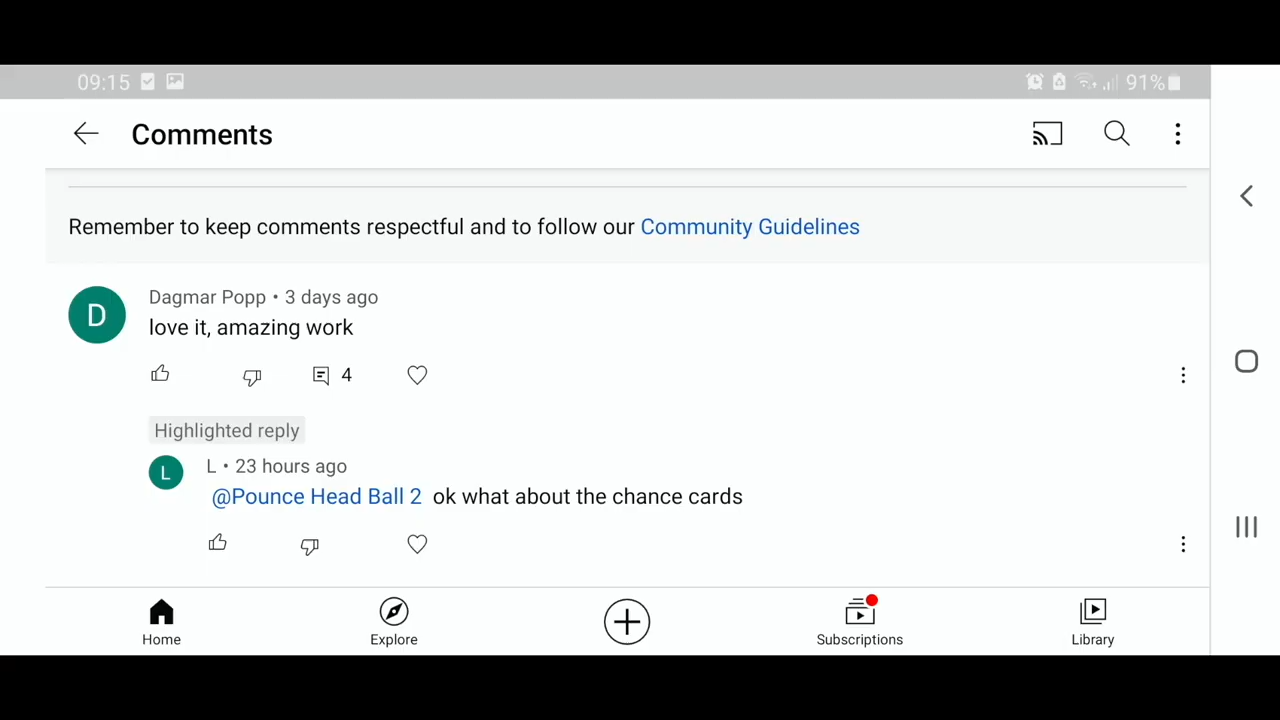 09:15 91%
Comments
Remember to keep comments respectful and to follow our Community Guidelines
D
Dagmar Popp • 3 days ago
love it, amazing work
4
Highlighted reply
L
L • 23 hours ago
@Pounce Head Ball 2 ok what about the chance cards
Home Explore Subscriptions Library